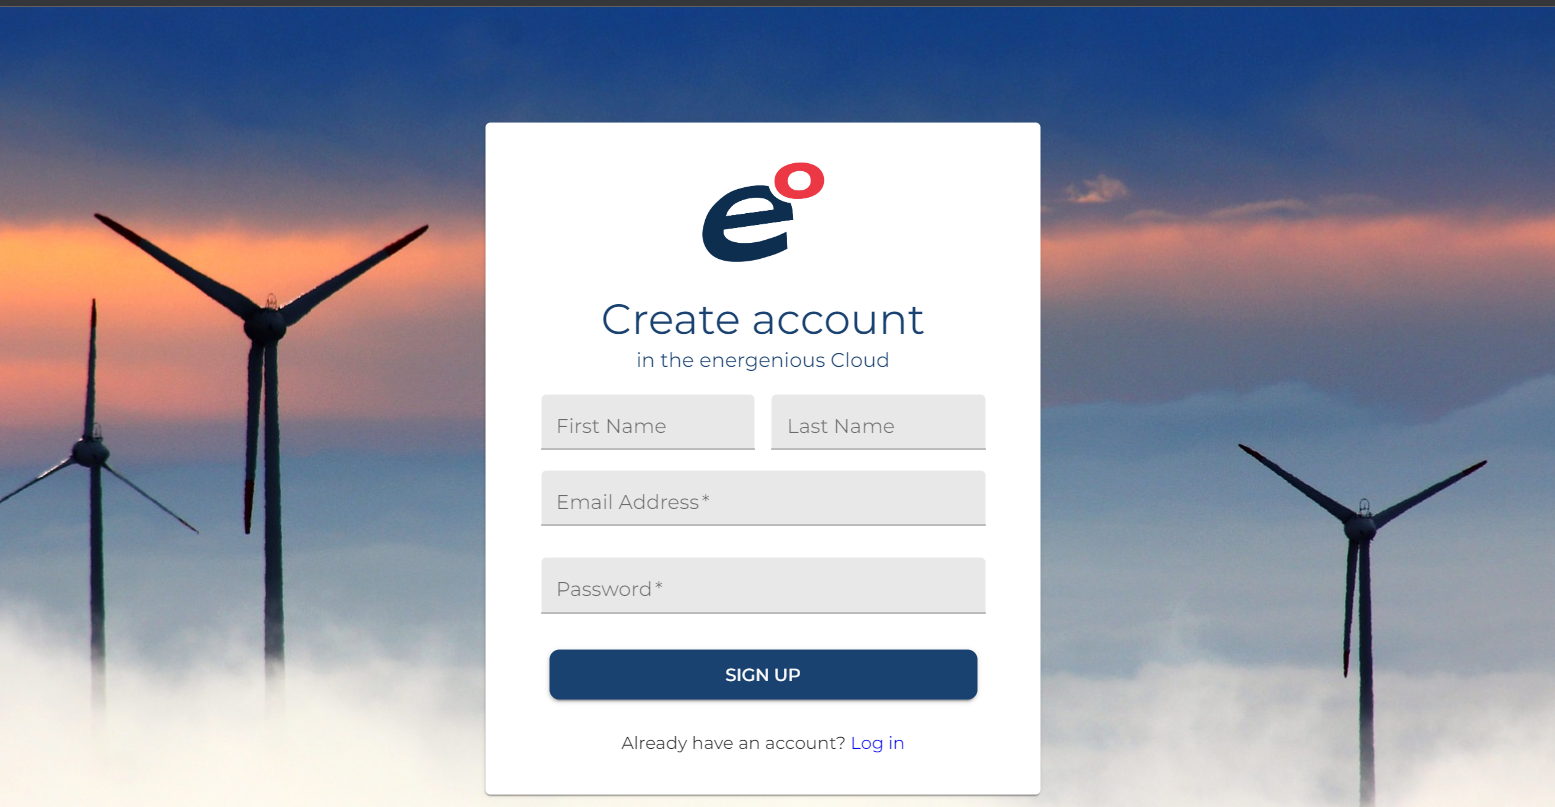 eo
Create account
in the energenious Cloud
First Name
Last Name
Email Address*
Password*
SIGN UP
Already have an account? Log in